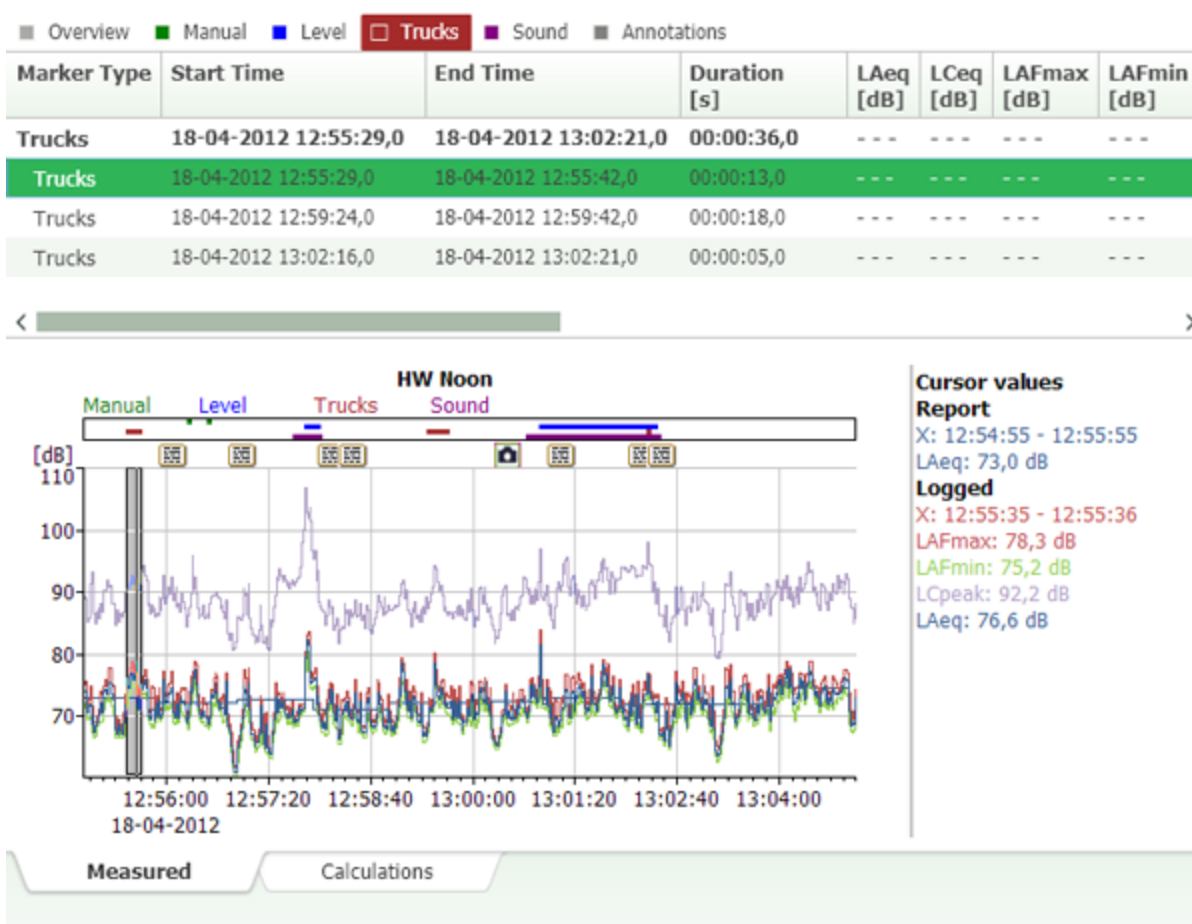 Overview Manual Level Trucks Sound Annotations
Marker Type Start Time End Time Duration [s] LAeq [dB] LCeq [dB] LAFmax [dB] LAFmin [dB]
Trucks 18-04-2012 12:55:29,0 18-04-2012 13:02:21,0 00:00:36,0 - - - - - - - - - - - -
Trucks 18-04-2012 12:55:29,0 18-04-2012 12:55:42,0 00:00:13,0 - - - - - - - - - - - -
Trucks 18-04-2012 12:59:24,0 18-04-2012 12:59:42,0 00:00:18,0 - - - - - - - - - - - -
Trucks 18-04-2012 13:02:16,0 18-04-2012 13:02:21,0 00:00:05,0 - - - - - - - - - - - -
HW Noon
Manual Level Trucks Sound
[dB]
110
100
90
80
70
12:56:00 12:57:20 12:58:40 13:00:00 13:01:20 13:02:40 13:04:00
18-04-2012
Cursor values
Report
X: 12:54:55 - 12:55:55
LAeq: 73,0 dB
Logged
X: 12:55:35 - 12:55:36
LAFmax: 78,3 dB
LAFmin: 75,2 dB
LCpeak: 92,2 dB
LAeq: 76,6 dB
Measured Calculations